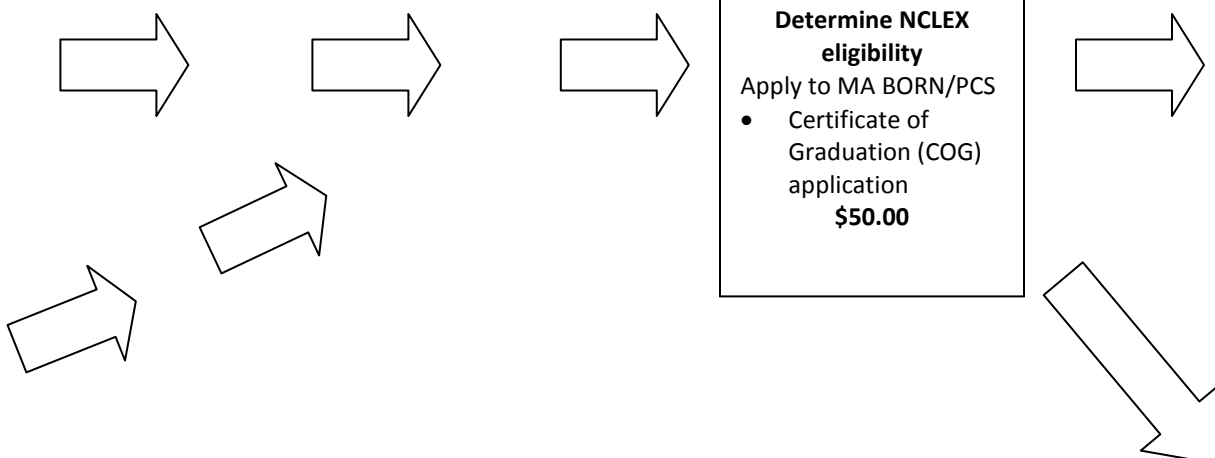 Determine NCLEX
eligibility
Apply to MA BORN/PCS
• Certificate of
Graduation (COG)
application
$50.00